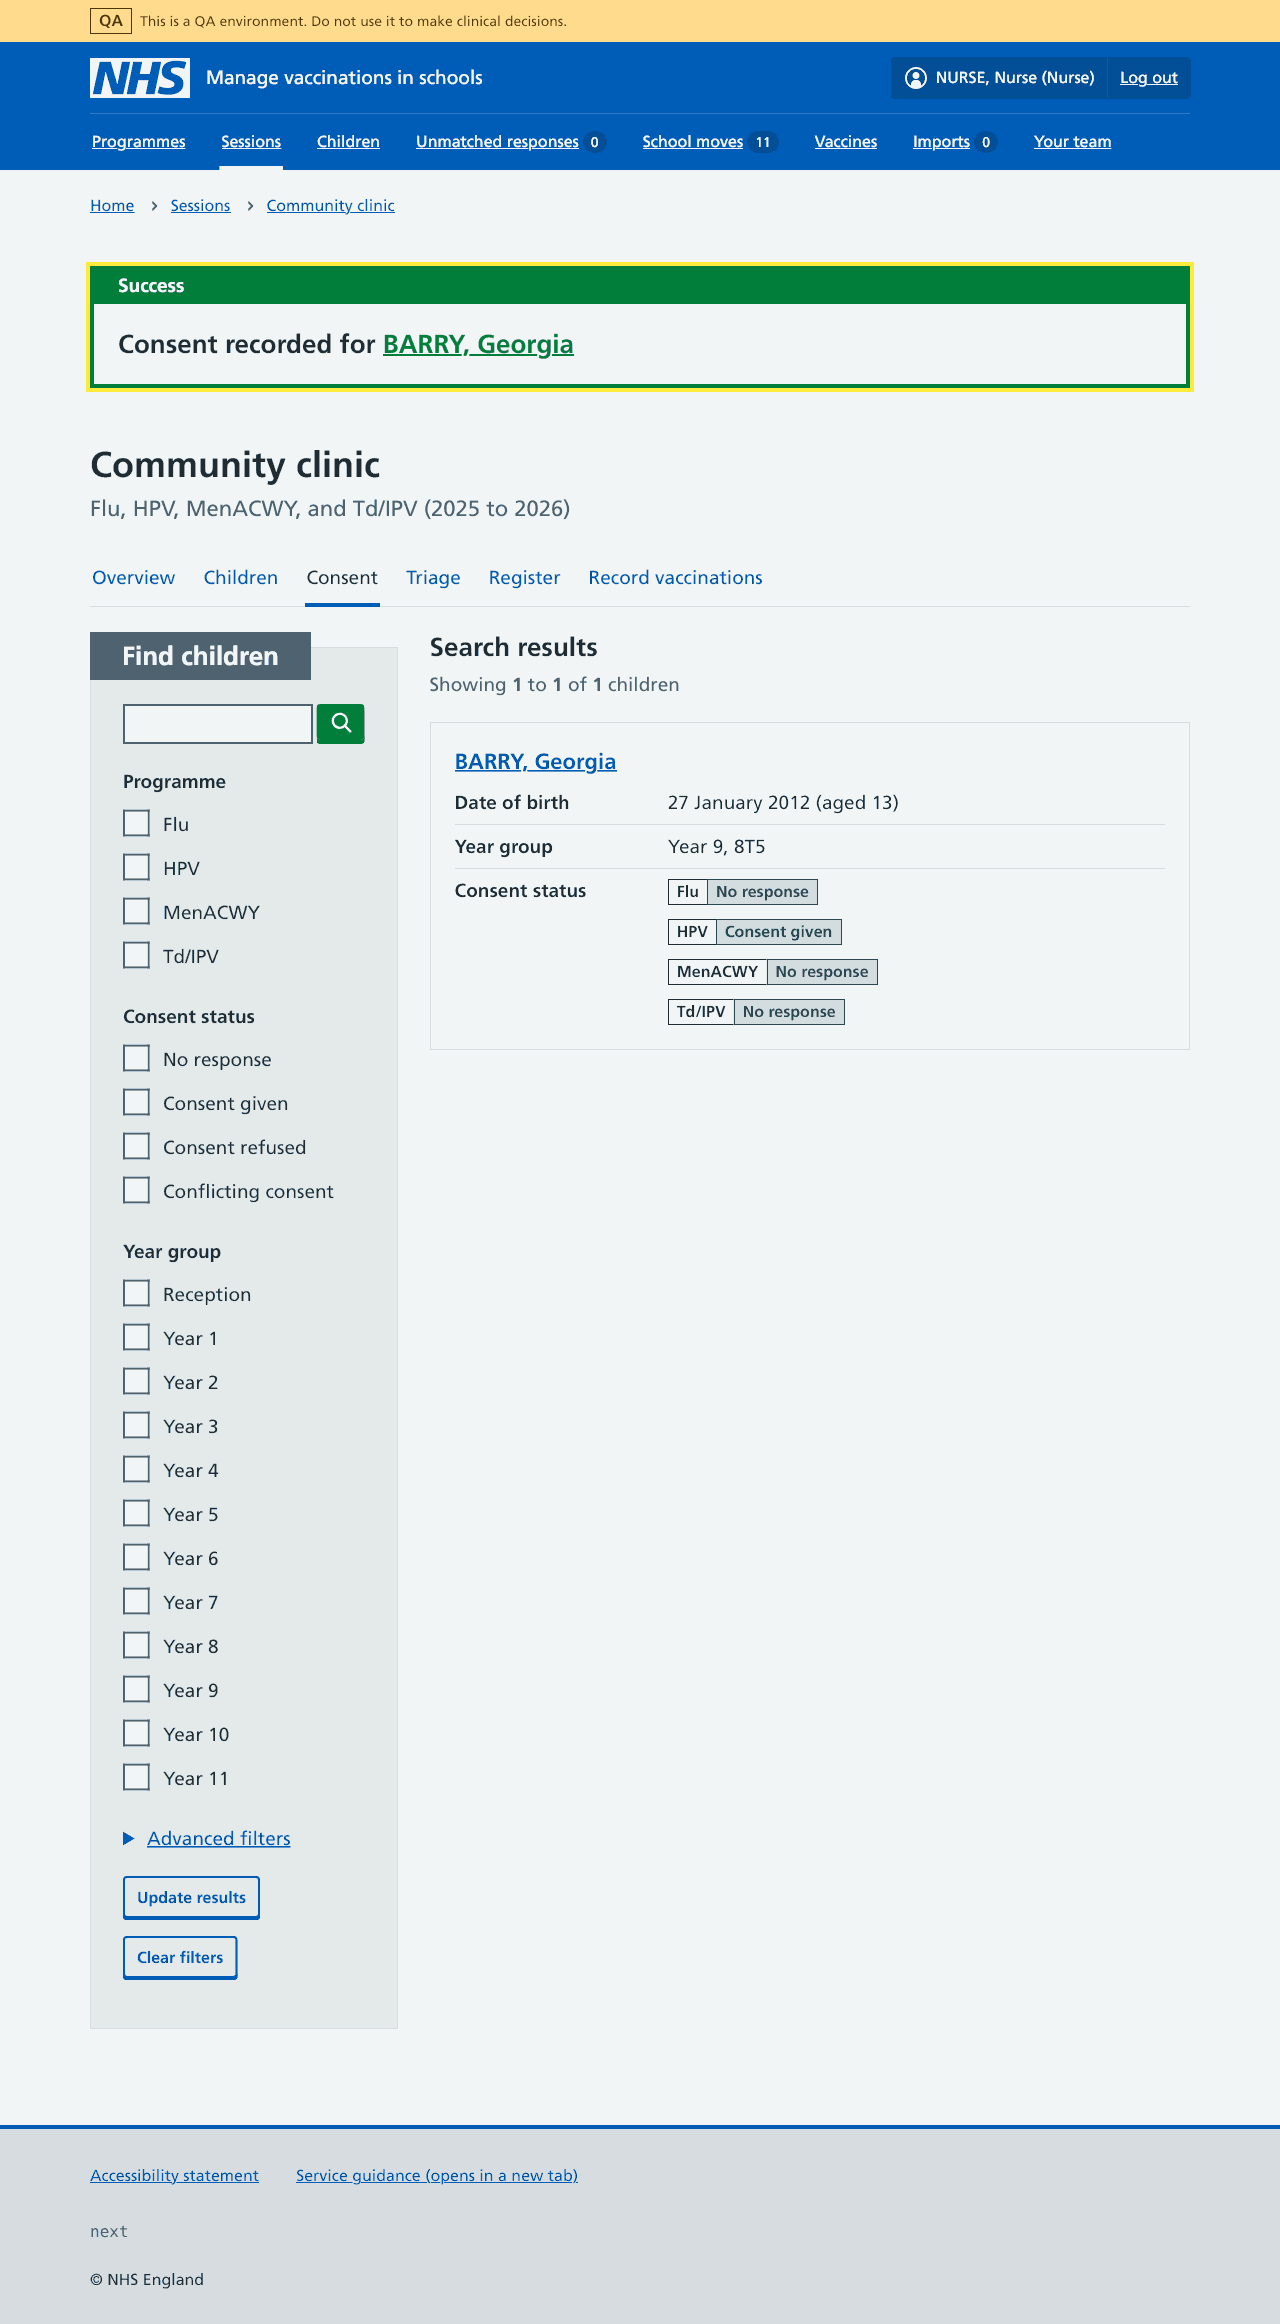 QA This is a QA environment. Do not use it to make clinical decisions.
NHS Manage vaccinations in schools NURSE, Nurse (Nurse) Log out
Programmes Sessions Children Unmatched responses 0 School moves 11 Vaccines Imports 0 Your team
Home › Sessions › Community clinic
Success
Consent recorded for BARRY, Georgia
Community clinic
Flu, HPV, MenACWY, and Td/IPV (2025 to 2026)
Overview Children Consent Triage Register Record vaccinations
Find children
Programme
Flu
HPV
MenACWY
Td/IPV
Consent status
No response
Consent given
Consent refused
Conflicting consent
Year group
Reception
Year 1
Year 2
Year 3
Year 4
Year 5
Year 6
Year 7
Year 8
Year 9
Year 10
Year 11
Advanced filters
Update results
Clear filters
Search results
Showing 1 to 1 of 1 children
BARRY, Georgia
Date of birth 27 January 2012 (aged 13)
Year group Year 9, 8T5
Consent status Flu No response
HPV Consent given
MenACWY No response
Td/IPV No response
Accessibility statement Service guidance (opens in a new tab)
next
© NHS England